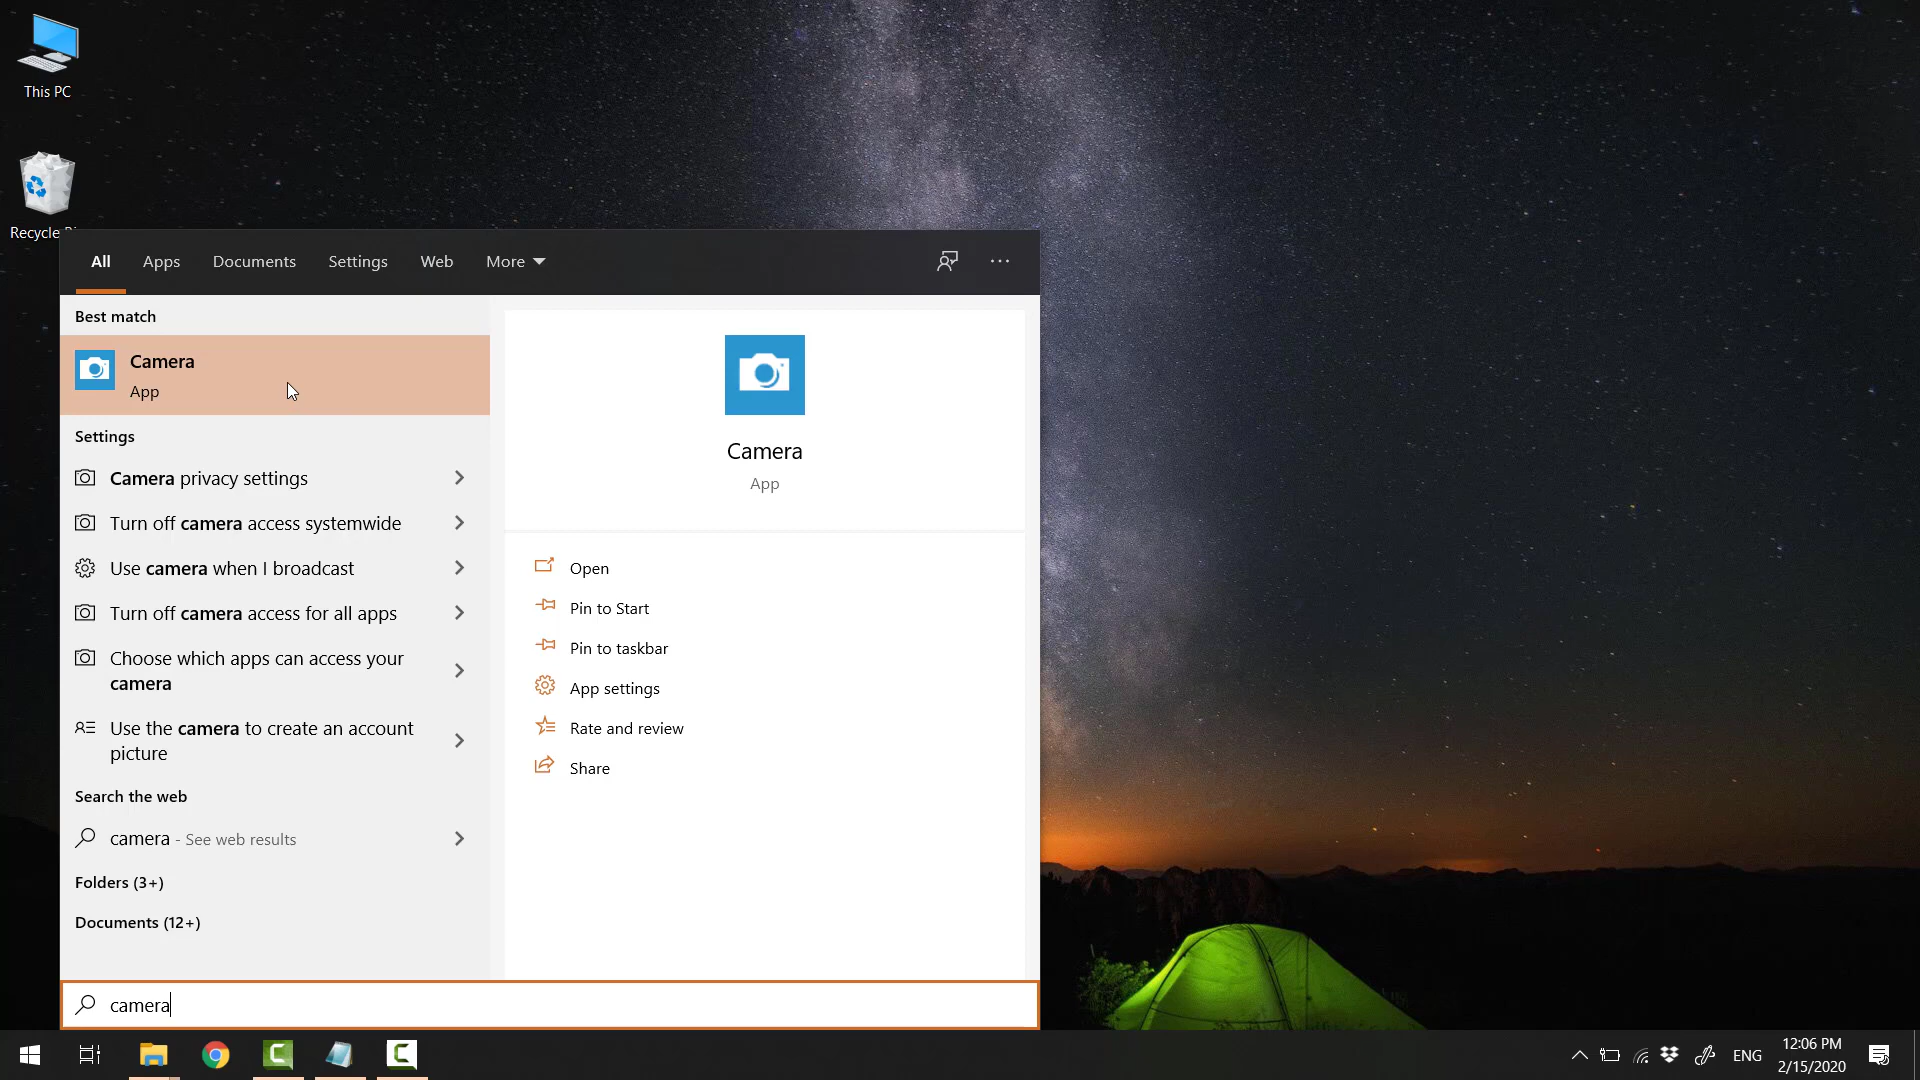 This PC
Recycle
All Apps Documents Settings Web More
Best match
Camera
App
Settings
Camera privacy settings
Turn off camera access systemwide
Use camera when I broadcast
Turn off camera access for all apps
Choose which apps can access your
camera
Use the camera to create an account
picture
Search the web
camera - See web results
Folders (3+)
Documents (12+)
Camera
App
Open
Pin to Start
Pin to taskbar
App settings
Rate and review
Share
camera
ENG
12:06 PM
2/15/2020